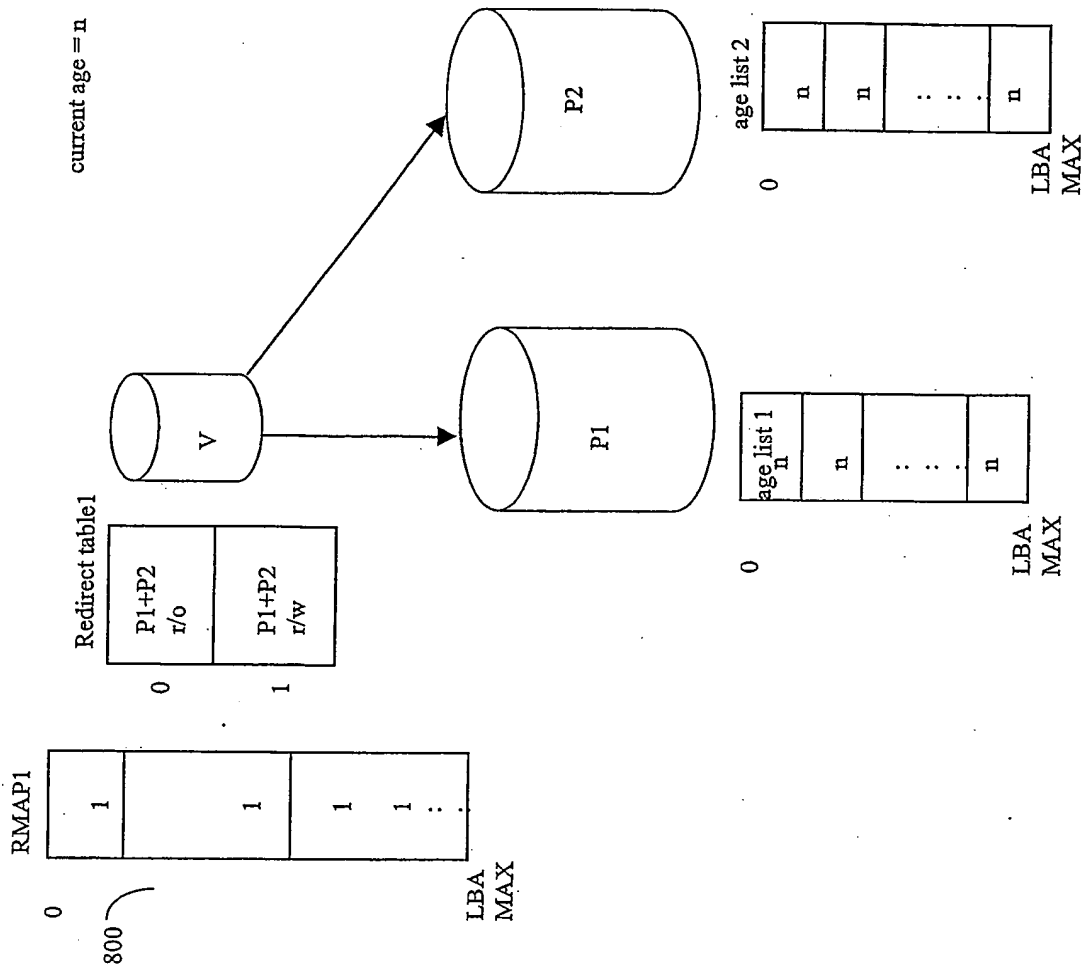 current age = n
RMAP1
0
800
1
1
1
1
:
:
LBA
MAX
Redirect table1
0
P1+P2
r/o
1
P1+P2
r/w
V
P1
P2
age list 1
0
n
n
: : .
n
LBA
MAX
age list 2
0
n
n
: : .
n
LBA
MAX